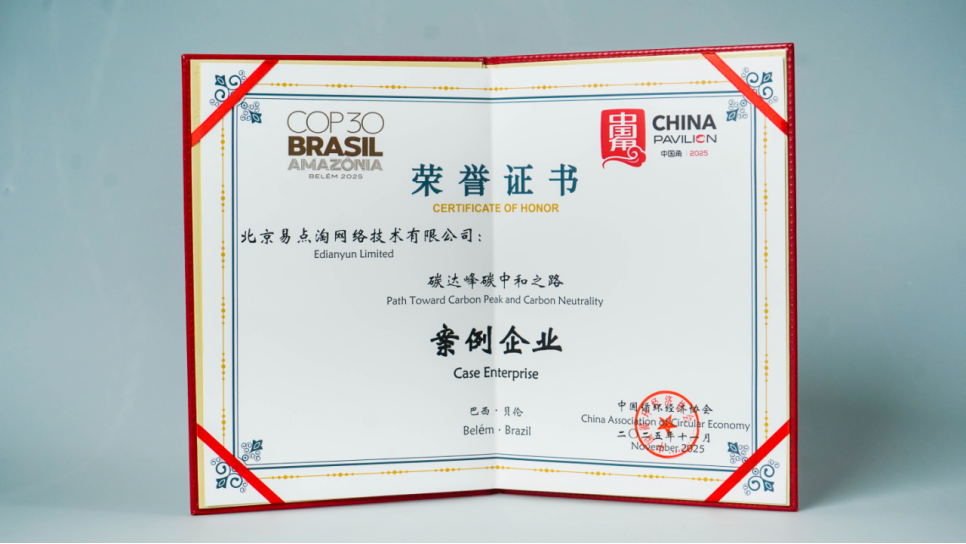 COP30
BRASIL
AMAZÔNIA
BELÉM 2025
中国角
CHINA
PAVILION
中国角 2025
荣誉证书
CERTIFICATE OF HONOR
北京易点淘网络技术有限公司：
Edianyun Limited
碳达峰碳中和之路
Path Toward Carbon Peak and Carbon Neutrality
案例企业
Case Enterprise
巴西·贝伦
Belém · Brazil
中国循环经济协会
China Association of Circular Economy
二〇二五年十一月
November 2025